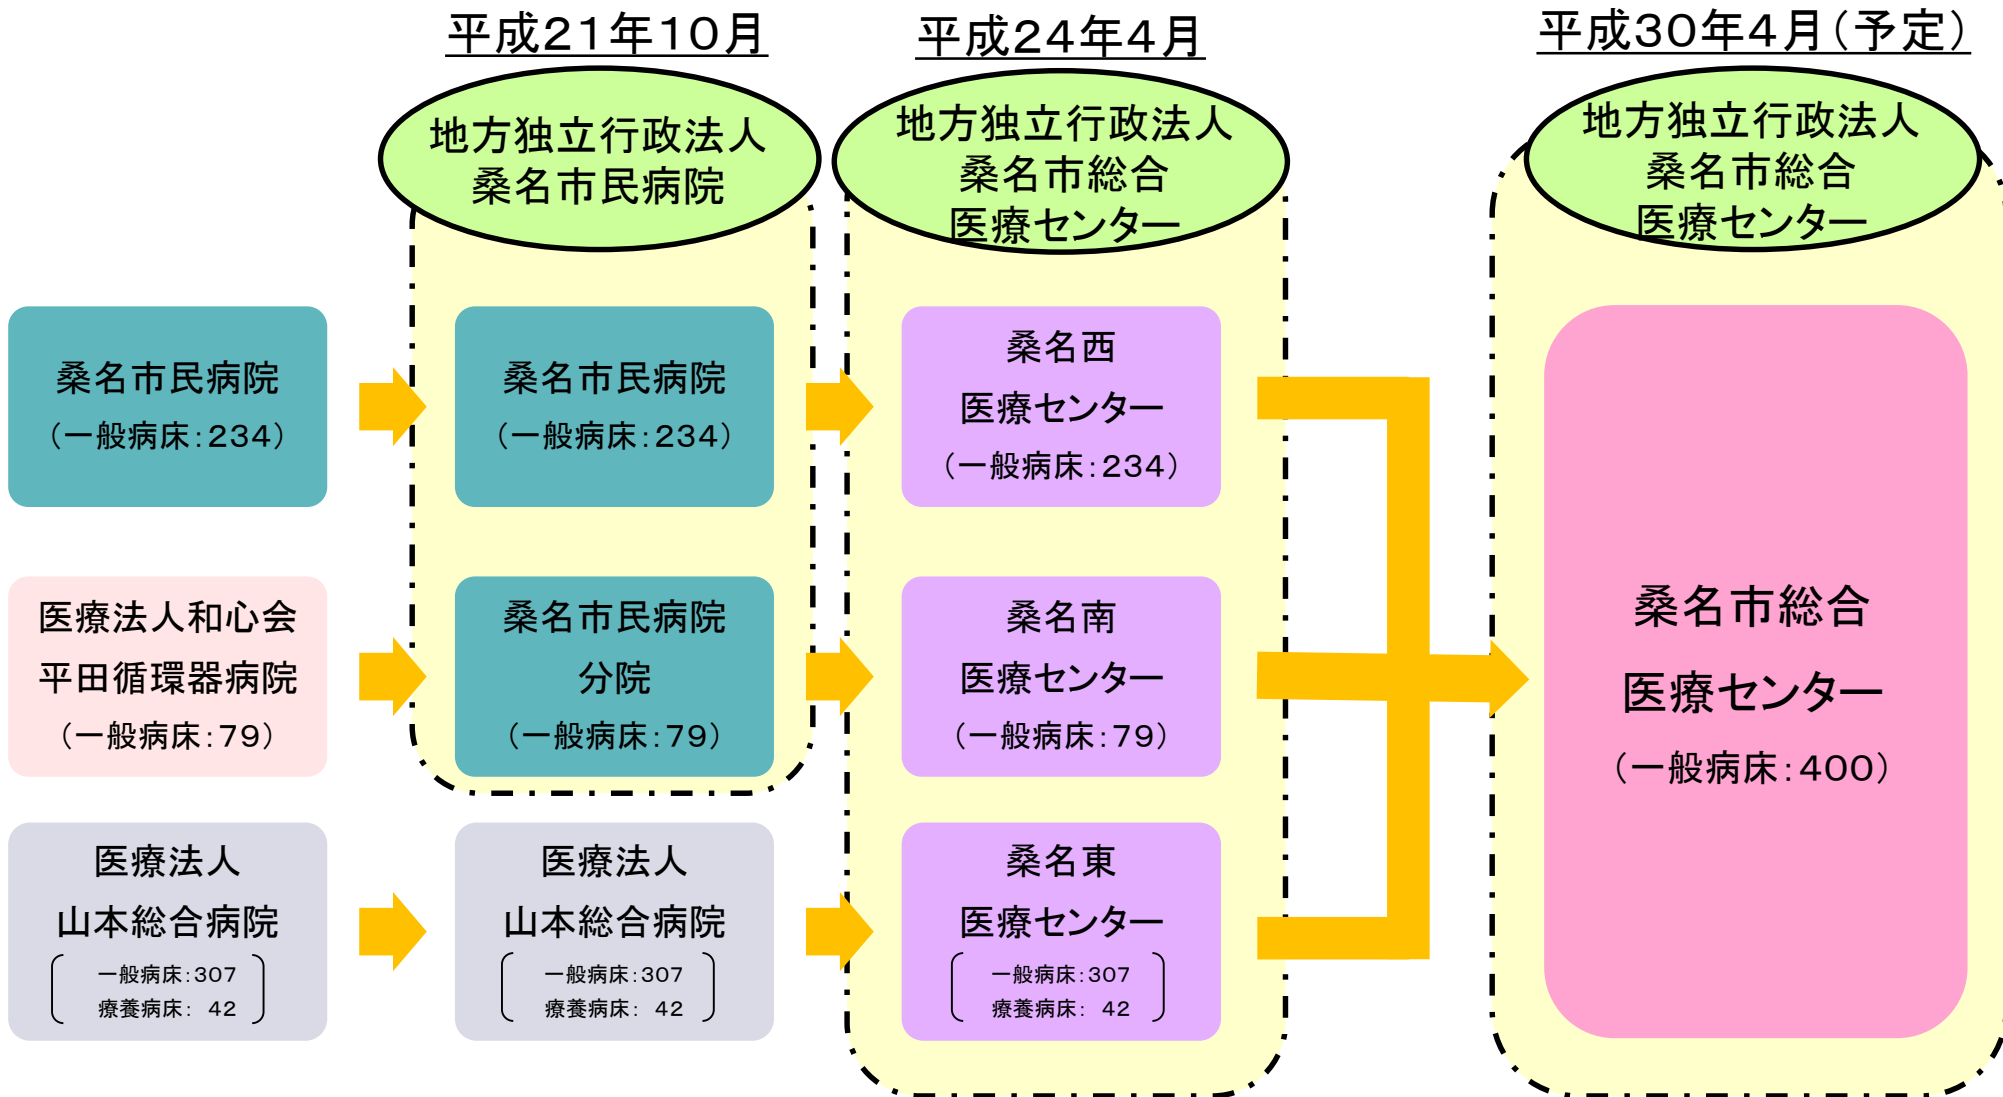 平成21年10月
平成24年4月
平成30年4月(予定)
地方独立行政法人
桑名市民病院
地方独立行政法人
桑名市総合
医療センター
地方独立行政法人
桑名市総合
医療センター
桑名市民病院
(一般病床:234)
桑名市民病院
(一般病床:234)
桑名西
医療センター
(一般病床:234)
医療法人和心会
平田循環器病院
(一般病床:79)
桑名市民病院
分院
(一般病床:79)
桑名南
医療センター
(一般病床:79)
医療法人
山本総合病院
一般病床:307
療養病床: 42
医療法人
山本総合病院
一般病床:307
療養病床: 42
桑名東
医療センター
一般病床:307
療養病床: 42
桑名市総合
医療センター
(一般病床:400)